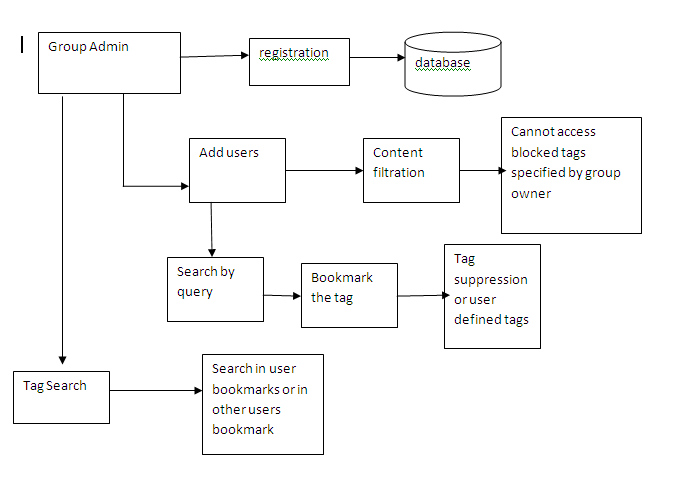 Group Admin
registration
database
Add users
Content
filtration
Cannot access
blocked tags
specified by group
owner
Search by
query
Bookmark
the tag
Tag
suppression
or user
defined tags
Tag Search
Search in user
bookmarks or in
other users
bookmark